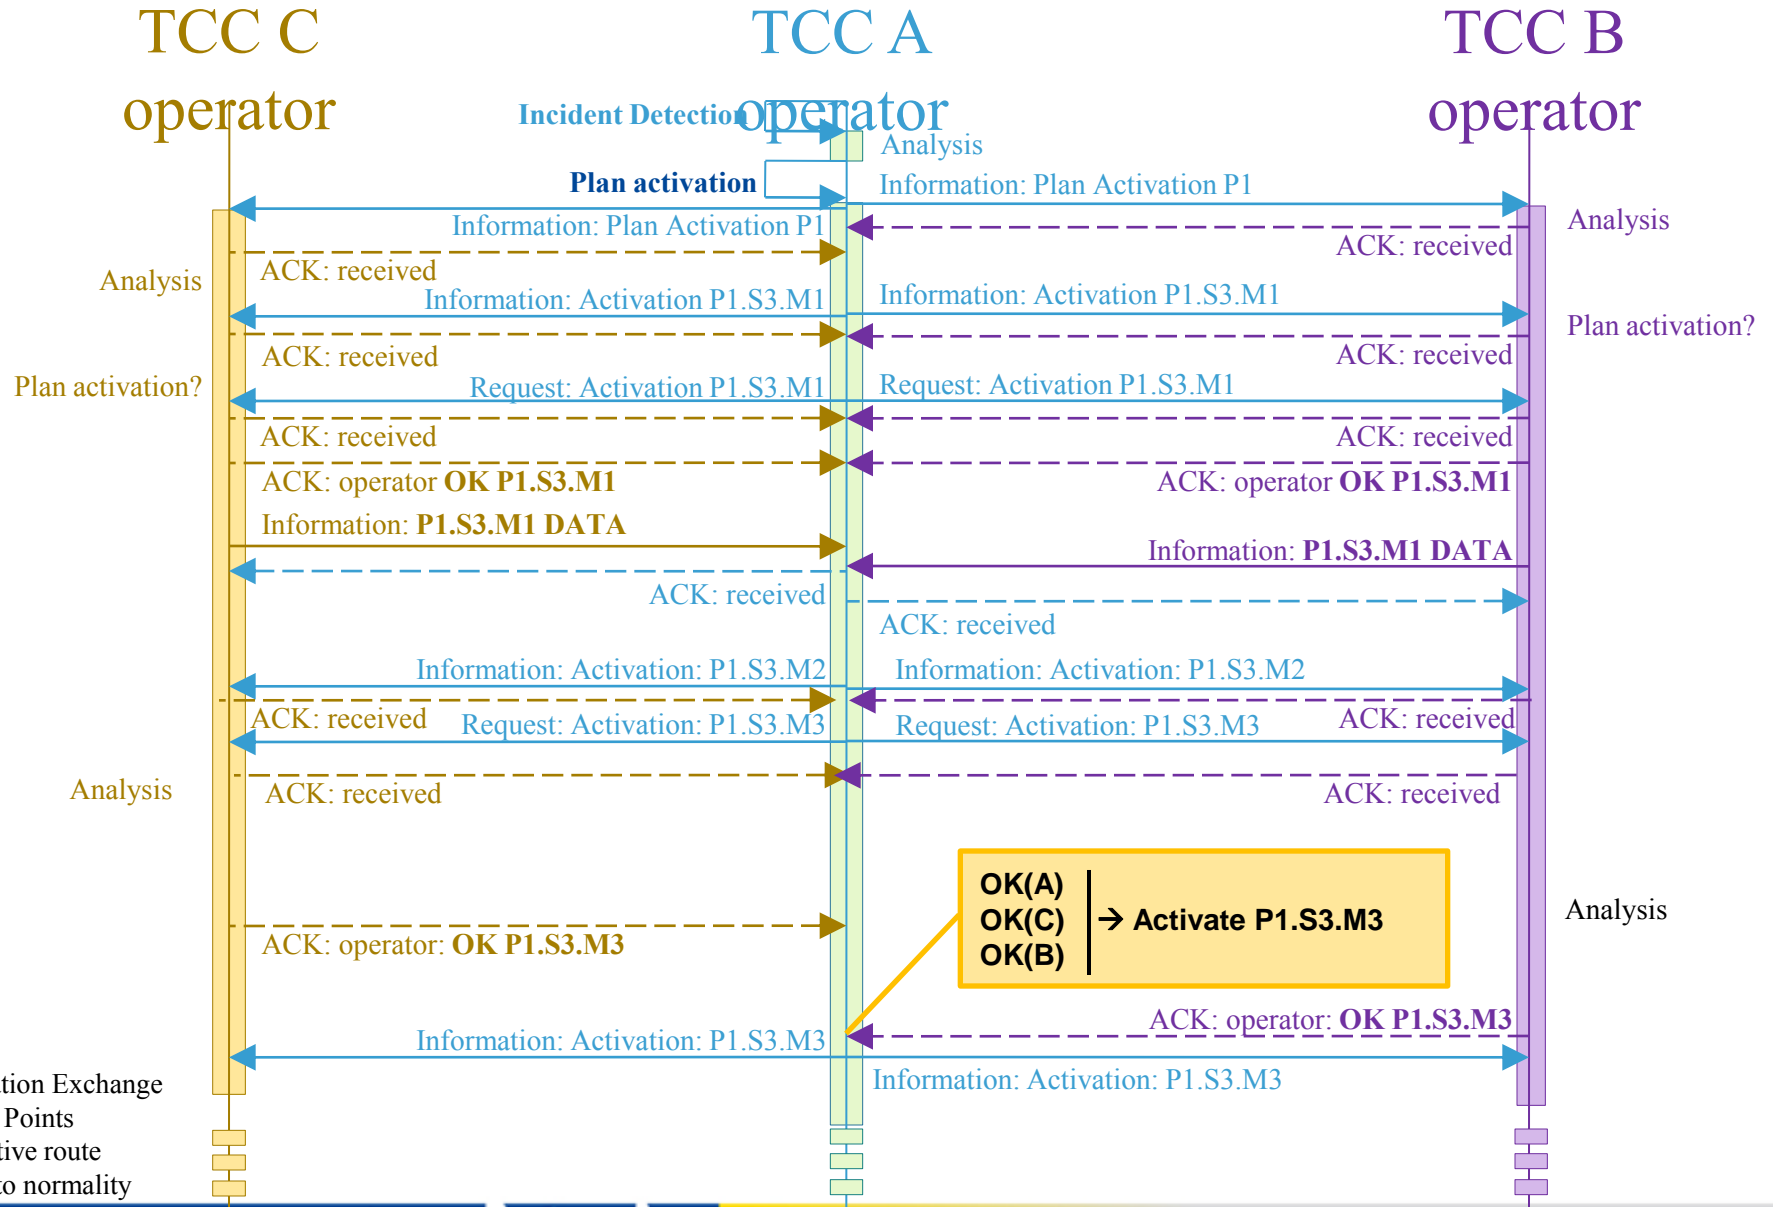 TCC C
operator
TCC A
operator
TCC B
operator
Incident Detection
Analysis
Plan activation
Information: Plan Activation P1
Information: Plan Activation P1
Analysis
ACK: received
ACK: received
Analysis
Information: Activation P1.S3.M1
Information: Activation P1.S3.M1
Plan activation?
ACK: received
ACK: received
Plan activation?
Request: Activation P1.S3.M1
Request: Activation P1.S3.M1
ACK: received
ACK: received
ACK: operator OK P1.S3.M1
ACK: operator OK P1.S3.M1
Information: P1.S3.M1 DATA
Information: P1.S3.M1 DATA
ACK: received
ACK: received
Information: Activation: P1.S3.M2
Information: Activation: P1.S3.M2
ACK: received
ACK: received
Request: Activation: P1.S3.M3
Request: Activation: P1.S3.M3
Analysis
ACK: received
ACK: received
OK(A)
OK(C) → Activate P1.S3.M3
OK(B)
Analysis
ACK: operator: OK P1.S3.M3
ACK: operator: OK P1.S3.M3
Information: Activation: P1.S3.M3
Information: Activation: P1.S3.M3
Exchange
Points
route
to normality